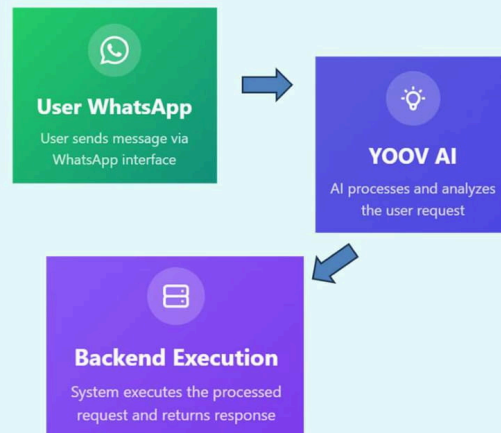 User WhatsApp
User sends message via
WhatsApp interface
YOOV AI
AI processes and analyzes
the user request
Backend Execution
System executes the processed
request and returns response